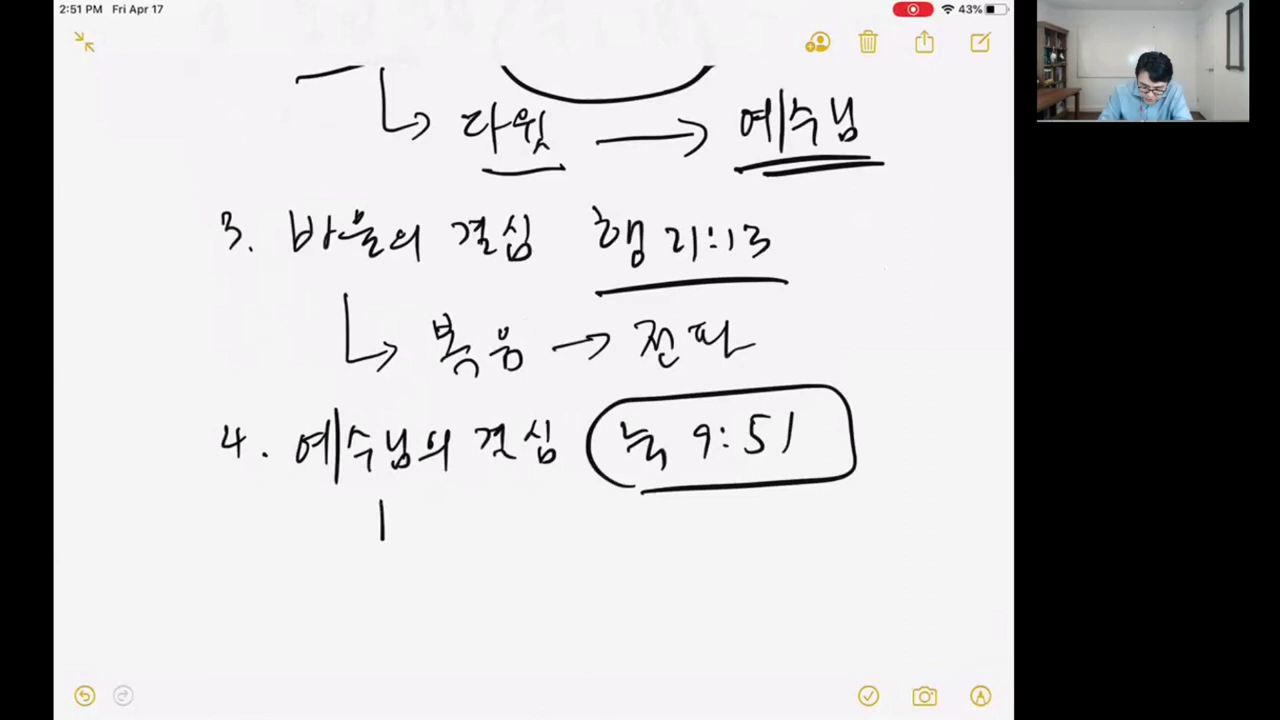 2:51 PM Fri Apr 17 43%
다윗 → 예수님
3. 바울의 결심 행 21:13
복음 → 전파
4. 예수님의 결심 눅 9:51